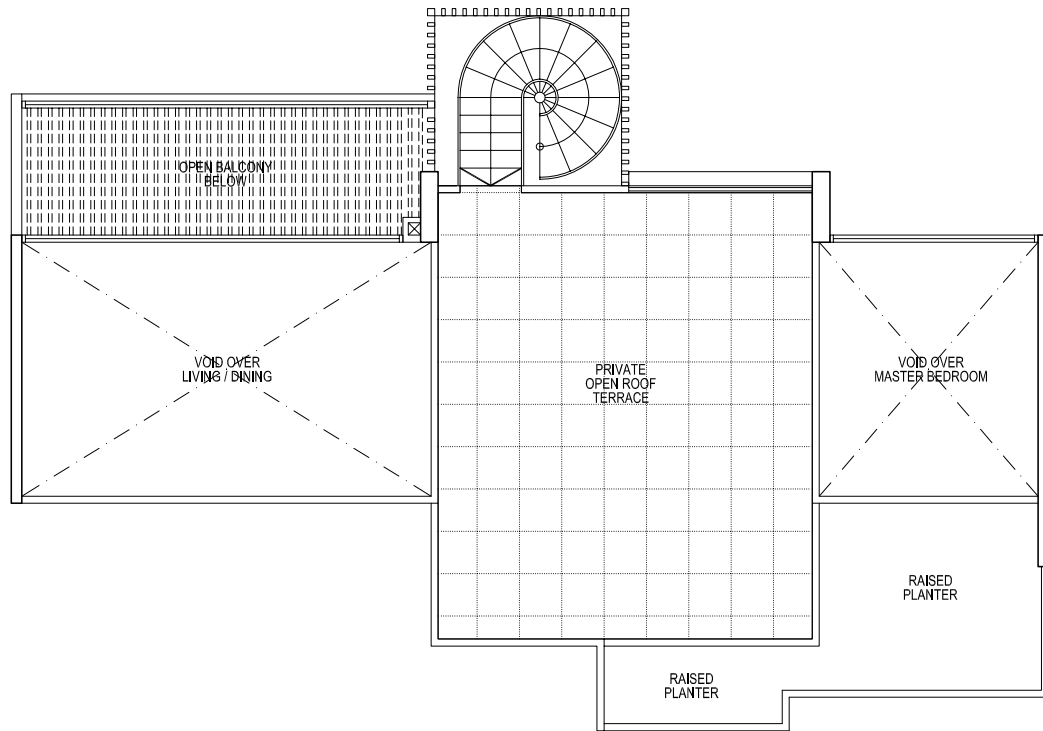 OPEN BALCONY
BELOW
VOID OVER
LIVING / DINING
PRIVATE
OPEN ROOF
TERRACE
VOID OVER
MASTER BEDROOM
RAISED
PLANTER
RAISED
PLANTER